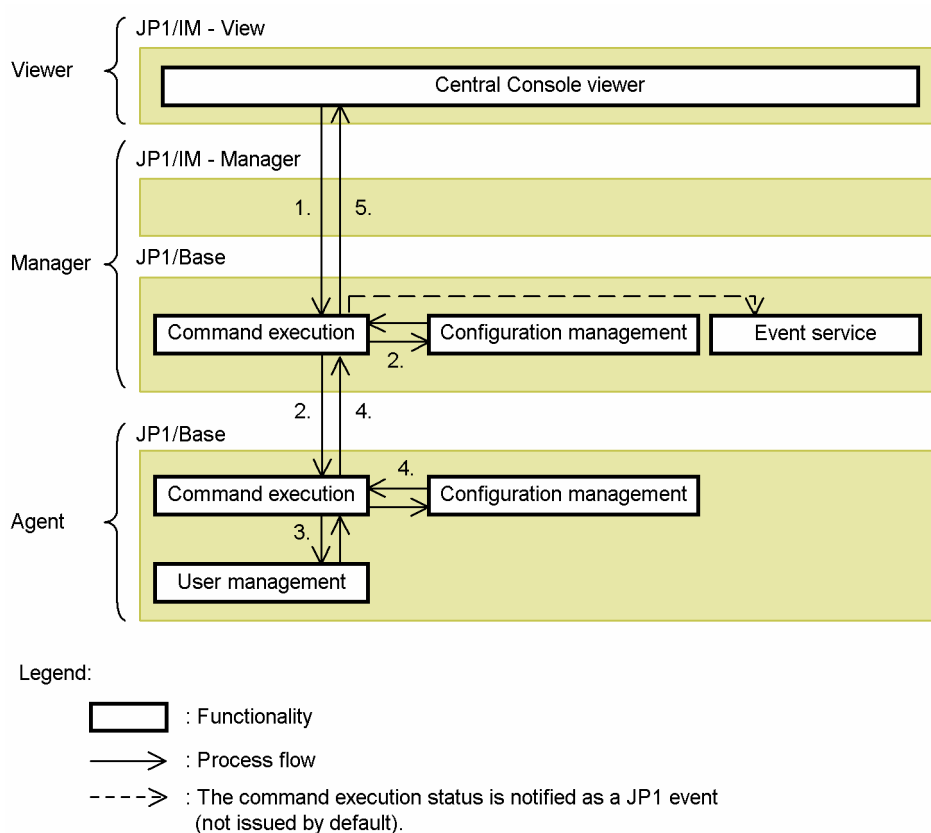 JP1/IM - View
Viewer
Central Console viewer
JP1/IM - Manager
1.
5.
Manager
JP1/Base
Command execution
Configuration management
Event service
2.
2.
4.
JP1/Base
4.
Command execution
Configuration management
Agent
3.
User management
Legend:
: Functionality
: Process flow
: The command execution status is notified as a JP1 event
(not issued by default).